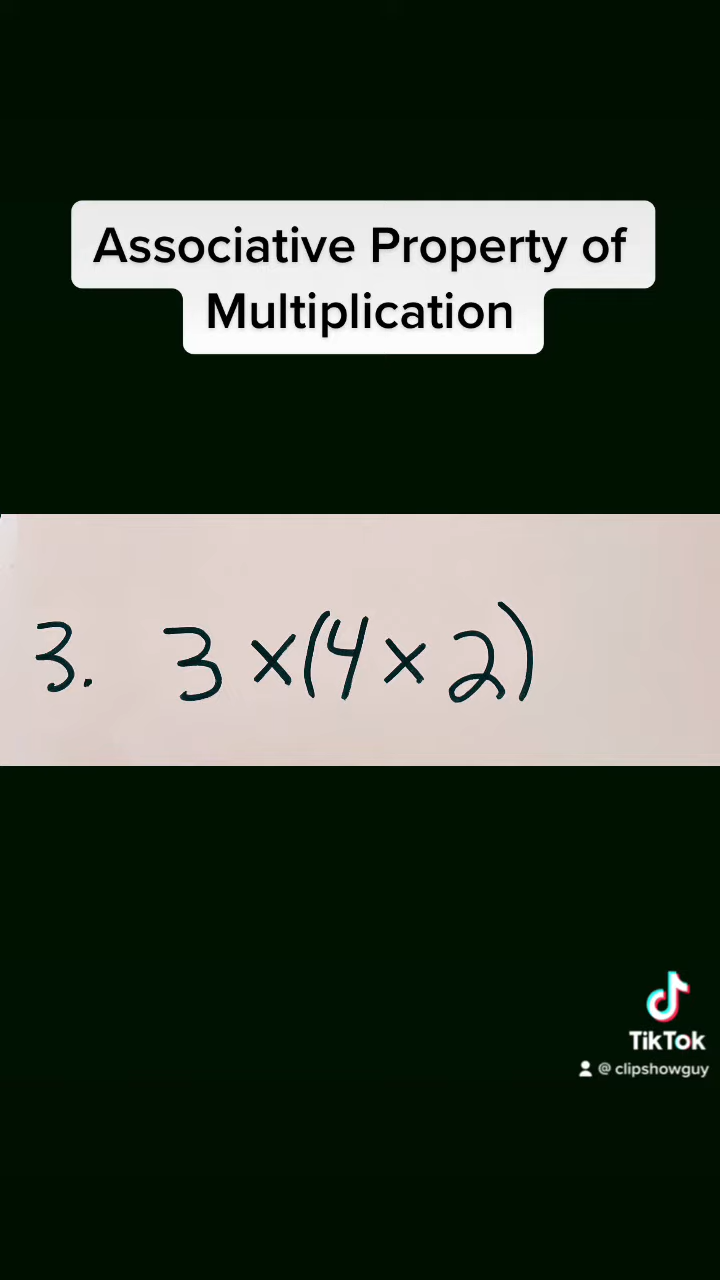 Associative Property of
Multiplication
3. 3 ×(4 × 2)
TikTok
@ clipshowguy